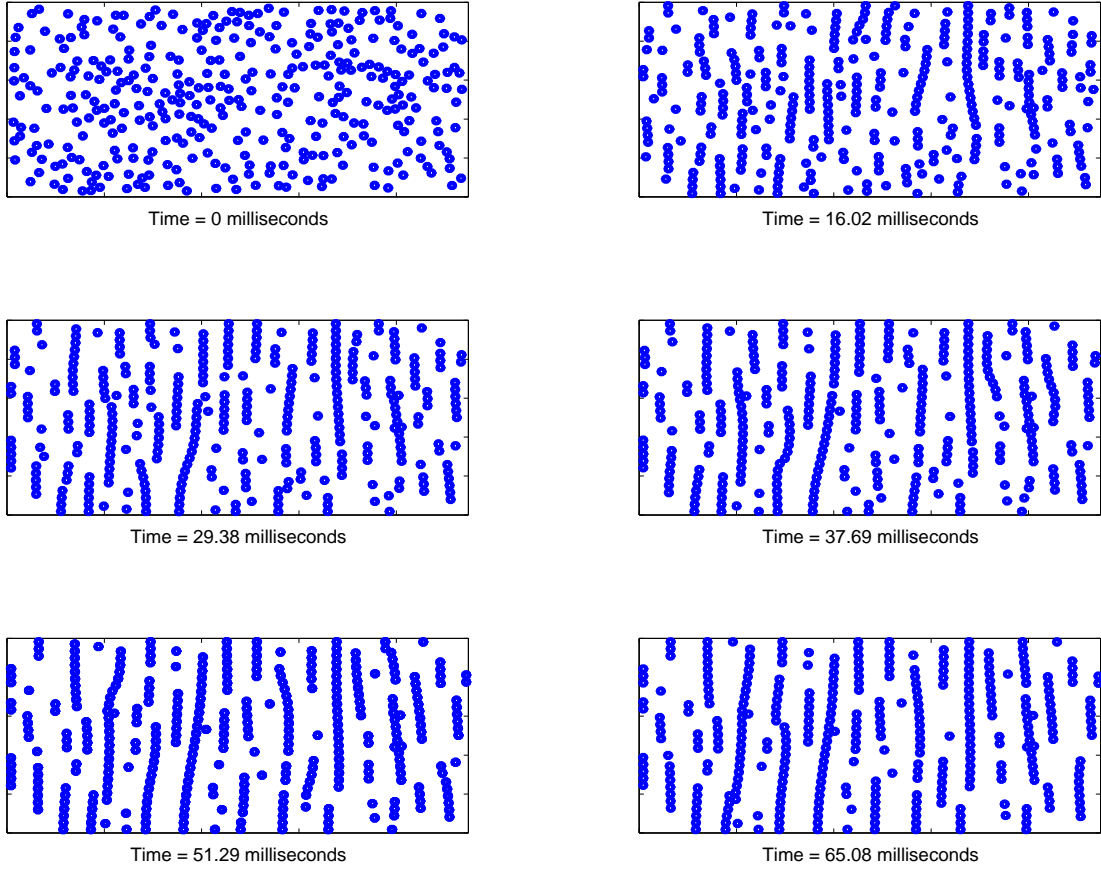 Time = 0 milliseconds
Time = 16.02 milliseconds
Time = 29.38 milliseconds
Time = 37.69 milliseconds
Time = 51.29 milliseconds
Time = 65.08 milliseconds